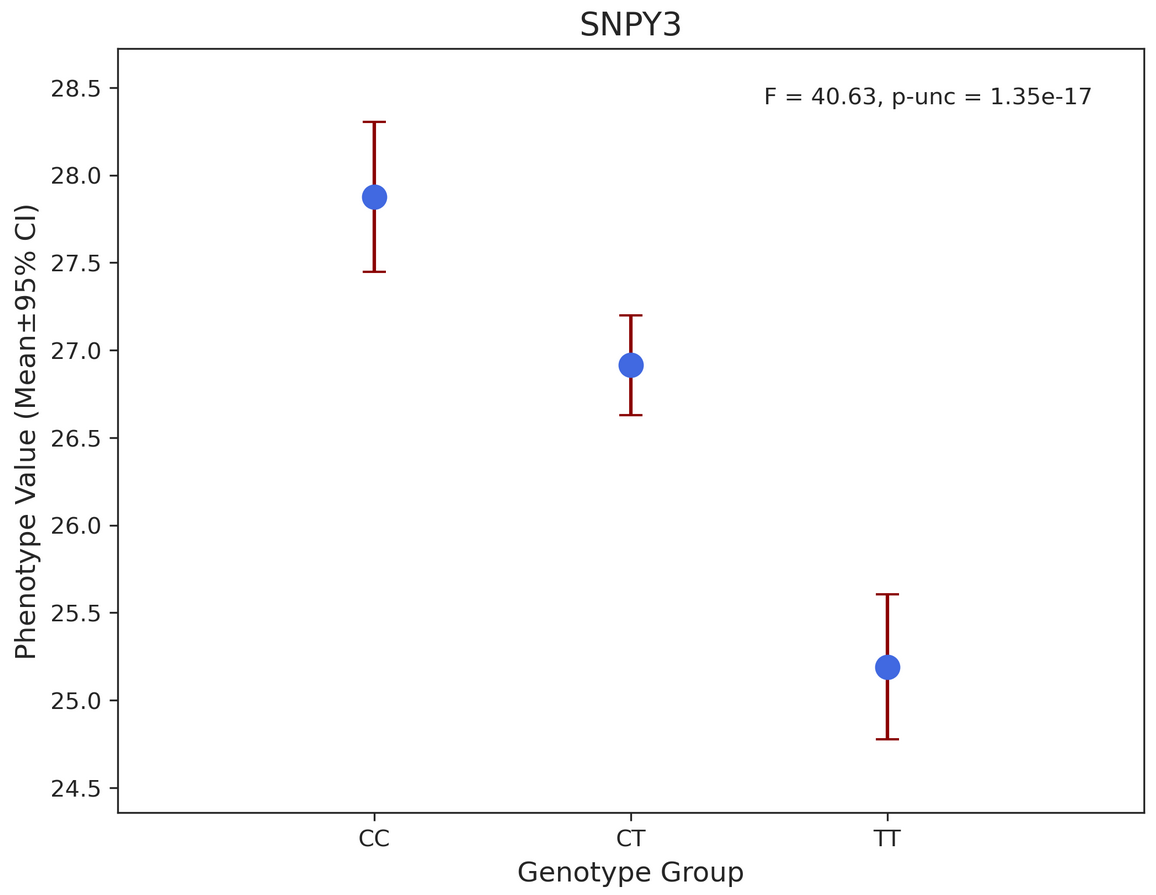 SNPY3
F = 40.63, p-unc = 1.35e-17
Phenotype Value (Mean±95% CI)
28.5
28.0
27.5
27.0
26.5
26.0
25.5
25.0
24.5
CC CT TT
Genotype Group